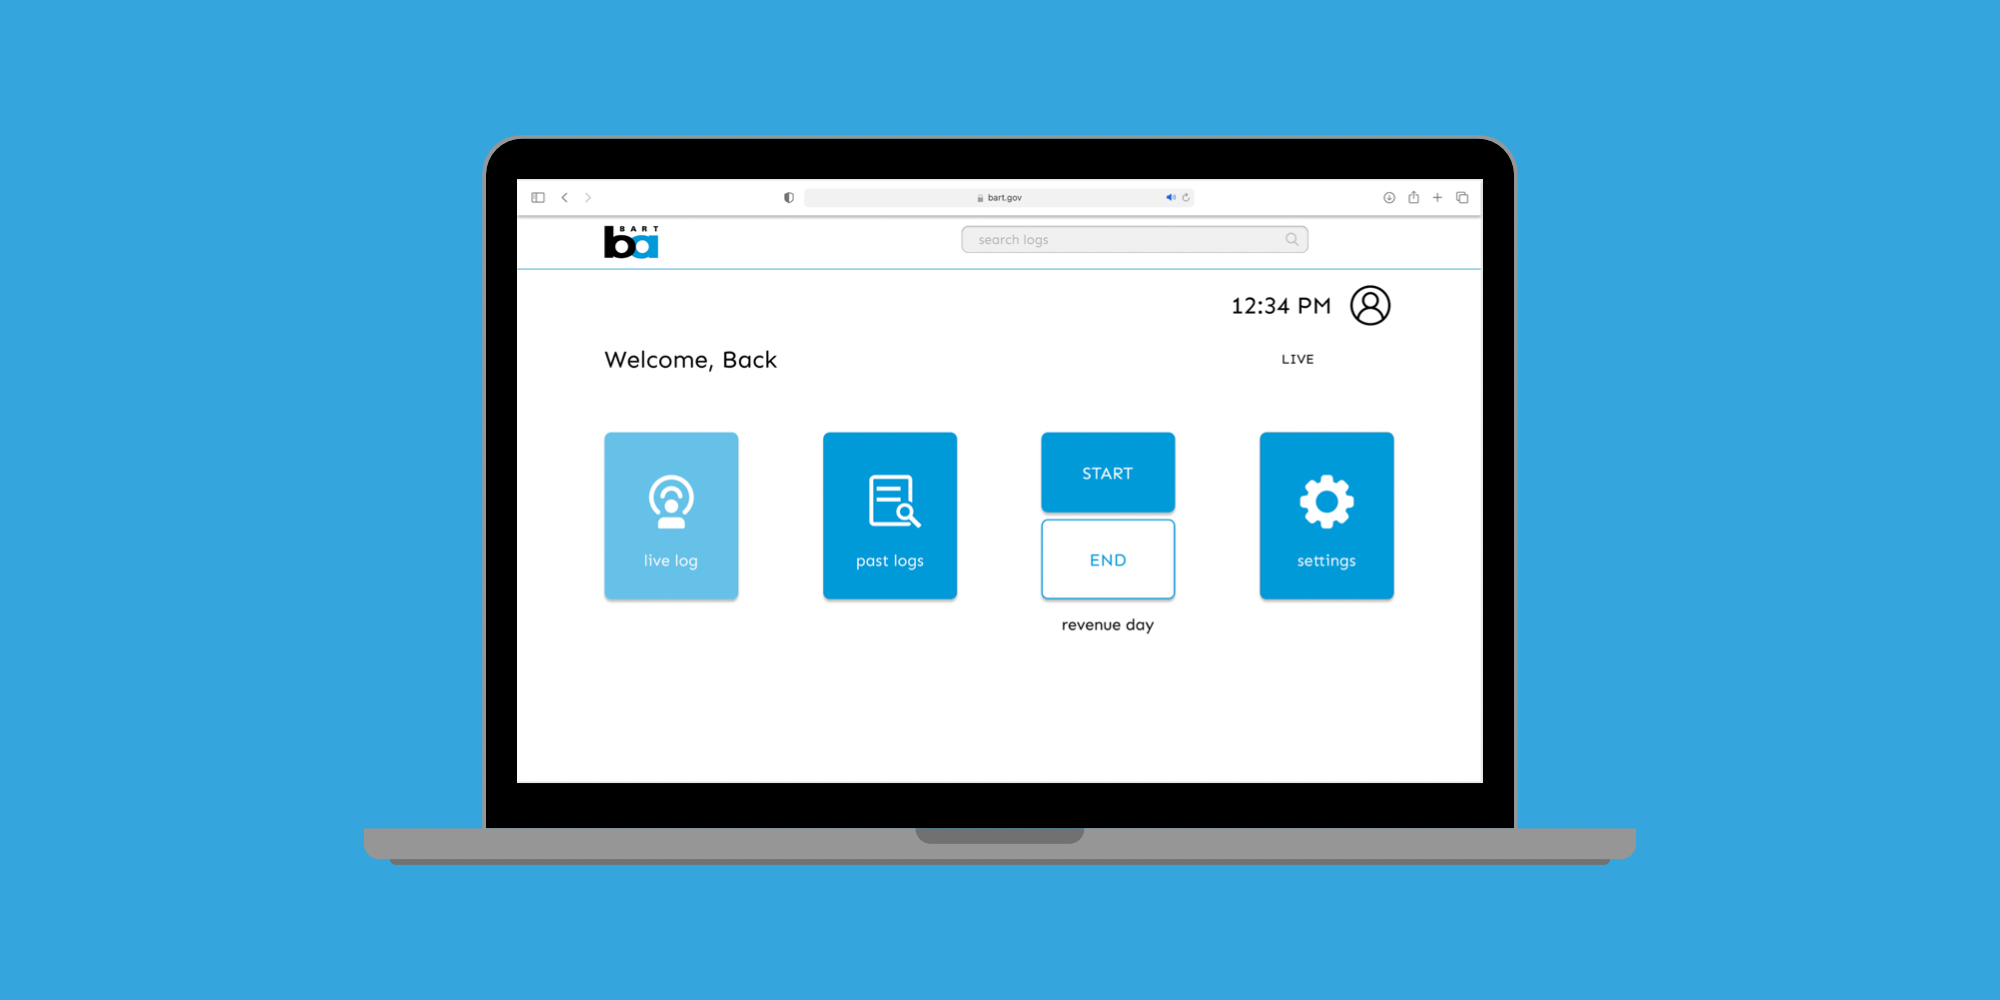 bart.gov
BART
ba
search logs
12:34 PM
Welcome, Back
LIVE
live log
past logs
START
END
revenue day
settings